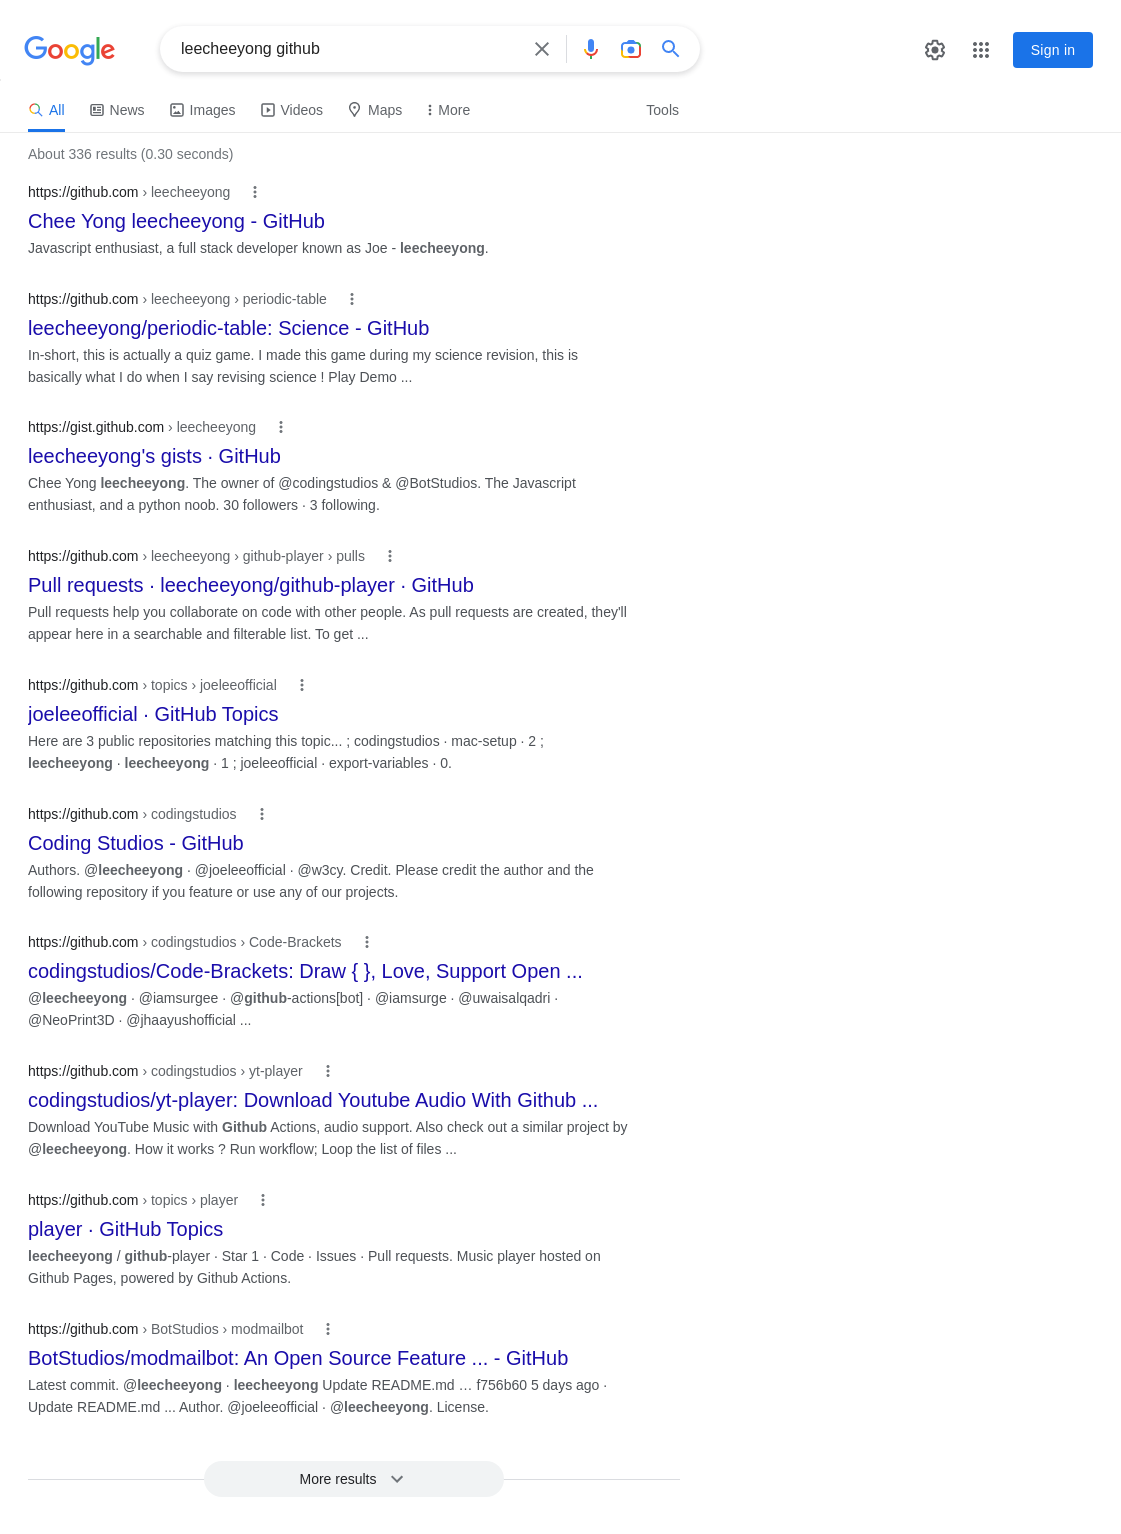 Google
leecheeyong github
Sign in
All News Images Videos Maps More Tools
About 336 results (0.30 seconds)
https://github.com › leecheeyong
Chee Yong leecheeyong - GitHub
Javascript enthusiast, a full stack developer known as Joe - leecheeyong.
https://github.com › leecheeyong › periodic-table
leecheeyong/periodic-table: Science - GitHub
In-short, this is actually a quiz game. I made this game during my science revision, this is
basically what I do when I say revising science ! Play Demo ...
https://gist.github.com › leecheeyong
leecheeyong's gists · GitHub
Chee Yong leecheeyong. The owner of @codingstudios & @BotStudios. The Javascript
enthusiast, and a python noob. 30 followers · 3 following.
https://github.com › leecheeyong › github-player › pulls
Pull requests · leecheeyong/github-player · GitHub
Pull requests help you collaborate on code with other people. As pull requests are created, they'll
appear here in a searchable and filterable list. To get ...
https://github.com › topics › joeleeofficial
joeleeofficial · GitHub Topics
Here are 3 public repositories matching this topic... ; codingstudios · mac-setup · 2 ;
leecheeyong · leecheeyong · 1 ; joeleeofficial · export-variables · 0.
https://github.com › codingstudios
Coding Studios - GitHub
Authors. @leecheeyong · @joeleeofficial · @w3cy. Credit. Please credit the author and the
following repository if you feature or use any of our projects.
https://github.com › codingstudios › Code-Brackets
codingstudios/Code-Brackets: Draw { }, Love, Support Open ...
@leecheeyong · @iamsurgee · @github-actions[bot] · @iamsurge · @uwaisalqadri ·
@NeoPrint3D · @jhaayushofficial ...
https://github.com › codingstudios › yt-player
codingstudios/yt-player: Download Youtube Audio With Github ...
Download YouTube Music with Github Actions, audio support. Also check out a similar project by
@leecheeyong. How it works ? Run workflow; Loop the list of files ...
https://github.com › topics › player
player · GitHub Topics
leecheeyong / github-player · Star 1 · Code · Issues · Pull requests. Music player hosted on
Github Pages, powered by Github Actions.
https://github.com › BotStudios › modmailbot
BotStudios/modmailbot: An Open Source Feature ... - GitHub
Latest commit. @leecheeyong · leecheeyong Update README.md … f756b60 5 days ago ·
Update README.md ... Author. @joeleeofficial · @leecheeyong. License.
More results